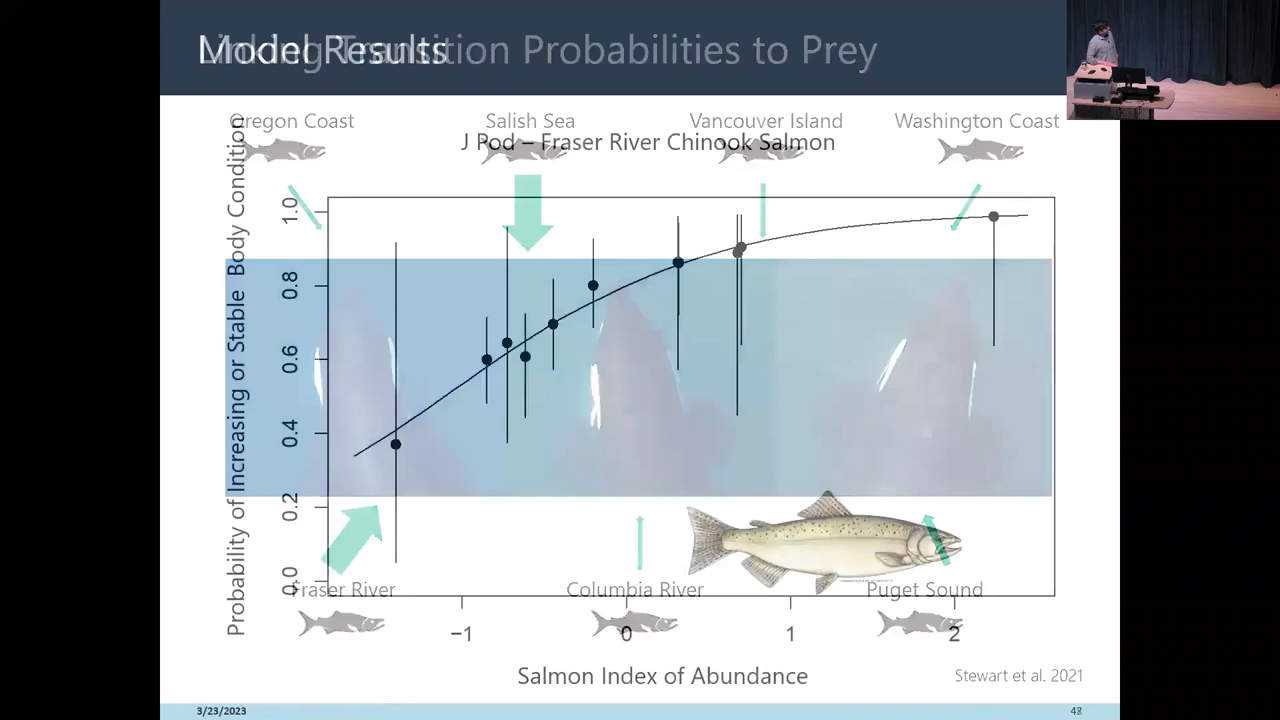 Model Results
Linking Transition Probabilities to Prey
Oregon Coast
Salish Sea
Vancouver Island
Washington Coast
J Pod – Fraser River Chinook Salmon
Probability of Increasing or Stable Body Condition
1.0
0.8
0.6
0.4
0.2
0.0
Fraser River
Columbia River
Puget Sound
−1
0
1
2
Salmon Index of Abundance
Stewart et al. 2021
3/23/2023